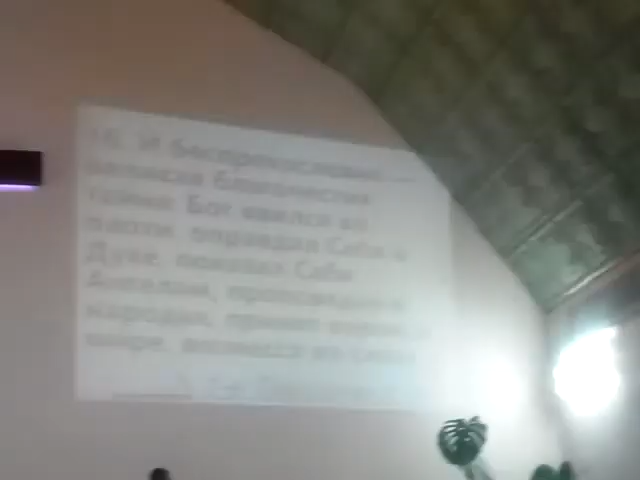 16. И беспрекословно —
великая благочестия
тайна: Бог явился во
плоти, оправдал Себя в
Духе, показал Себя
Ангелам, проповедан в
народах, принят
мире, вознесся во славе